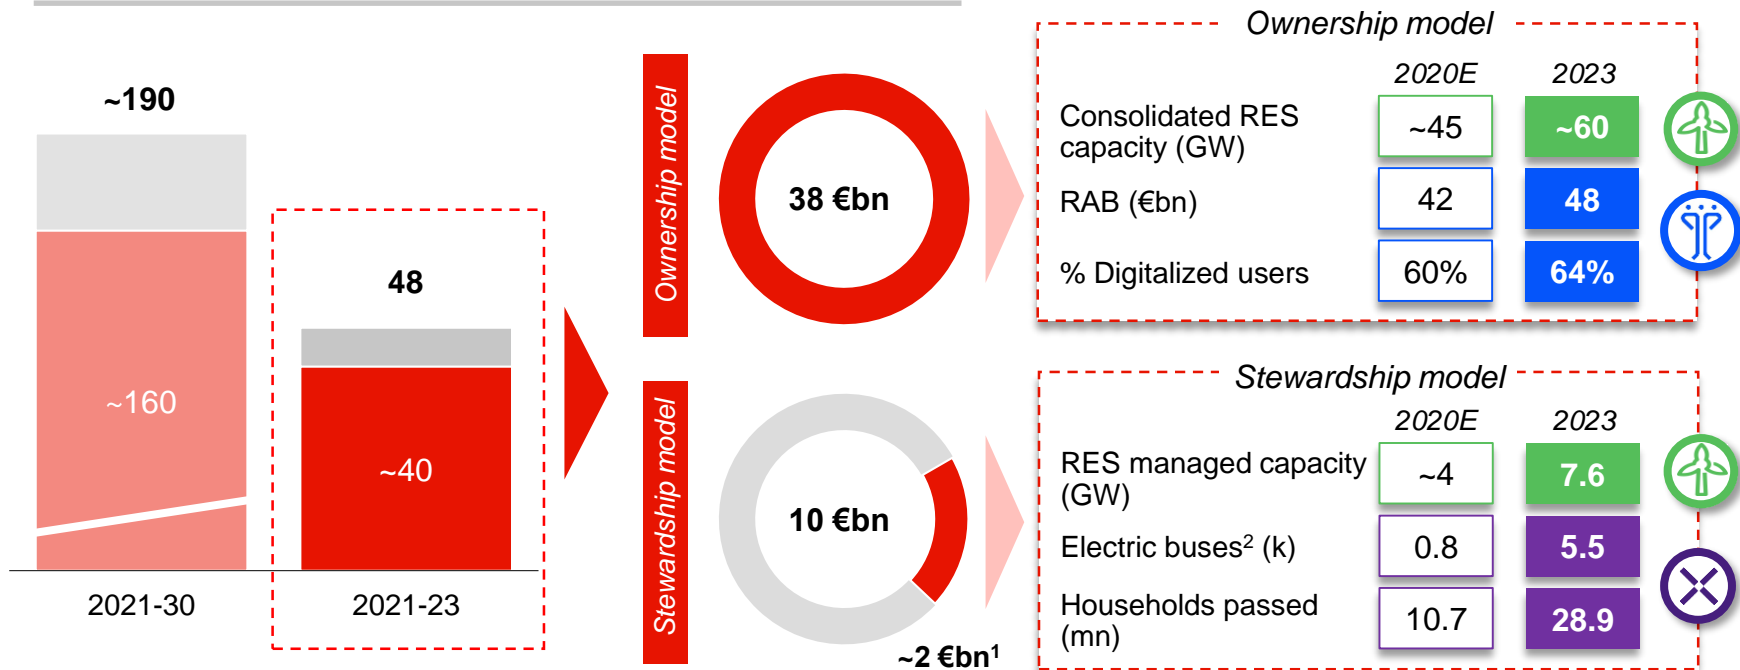 ~190
~160
2021-30
48
~40
2021-23
Ownership model
38 €bn
Stewardship model
10 €bn
~2 €bn¹
Ownership model
2020E 2023
Consolidated RES
capacity (GW)
~45 ~60
RAB (€bn) 42 48
% Digitalized users 60% 64%
Stewardship model
2020E 2023
RES managed capacity
(GW)
~4 7.6
Electric buses² (k) 0.8 5.5
Households passed
(mn)
10.7 28.9